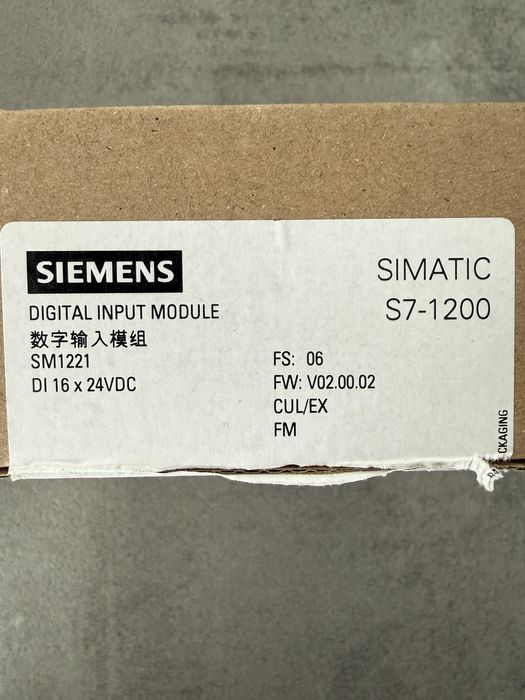 SIEMENS
SIMATIC
S7-1200
DIGITAL INPUT MODULE
数字输入模组
SM1221
DI 16 x 24VDC
FS: 06
FW: V02.00.02
CUL/EX
FM